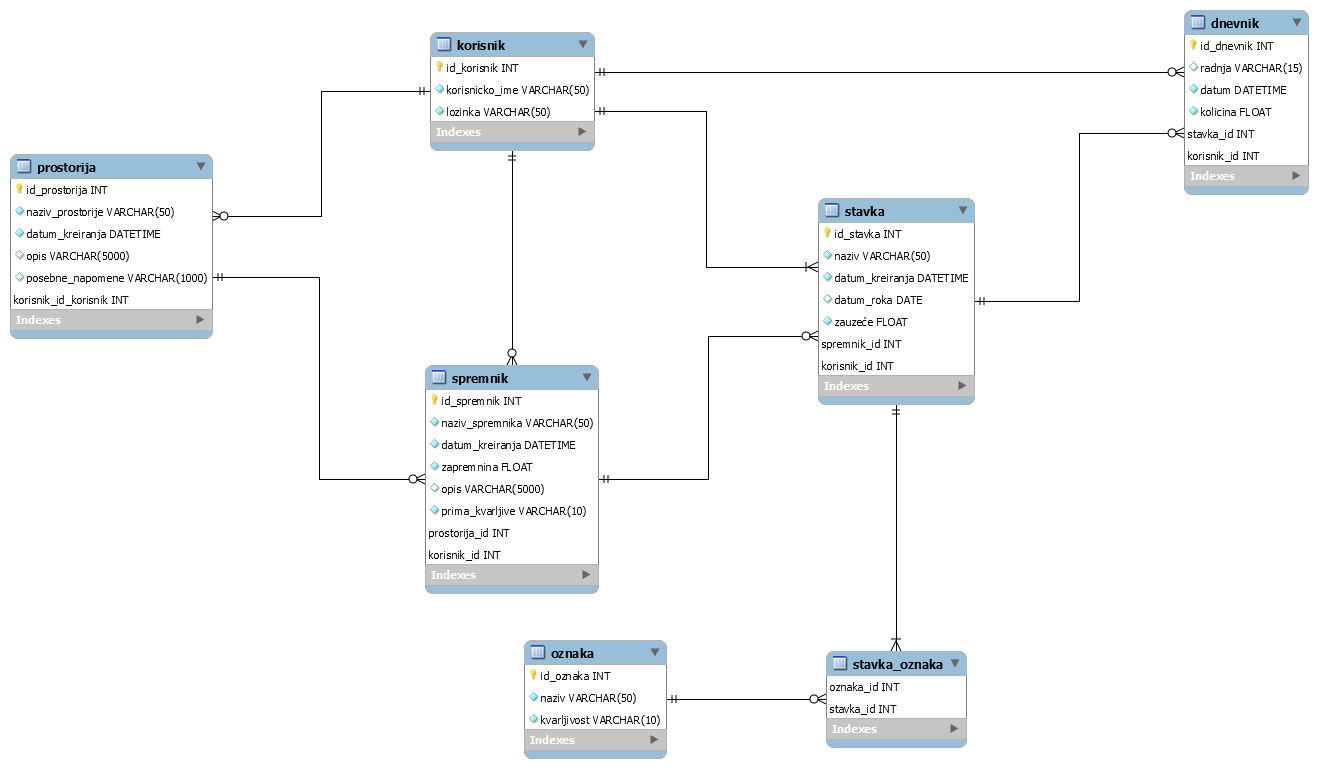 korisnik
id_korisnik INT
korisnicko_ime VARCHAR(50)
lozinka VARCHAR(50)
Indexes
dnevnik
id_dnevnik INT
radnja VARCHAR(15)
datum DATETIME
kolicina FLOAT
stavka_id INT
korisnik_id INT
Indexes
prostorija
id_prostorija INT
naziv_prostorije VARCHAR(50)
datum_kreiranja DATETIME
opis VARCHAR(5000)
posebne_napomene VARCHAR(1000)
korisnik_id_korisnik INT
Indexes
stavka
id_stavka INT
naziv VARCHAR(50)
datum_kreiranja DATETIME
datum_roka DATE
zauzeće FLOAT
spremnik_id INT
korisnik_id INT
Indexes
spremnik
id_spremnik INT
naziv_spremnika VARCHAR(50)
datum_kreiranja DATETIME
zapremnina FLOAT
opis VARCHAR(5000)
prima_kvarljive VARCHAR(10)
prostorija_id INT
korisnik_id INT
Indexes
oznaka
id_oznaka INT
naziv VARCHAR(50)
kvarljivost VARCHAR(10)
Indexes
stavka_oznaka
oznaka_id INT
stavka_id INT
Indexes